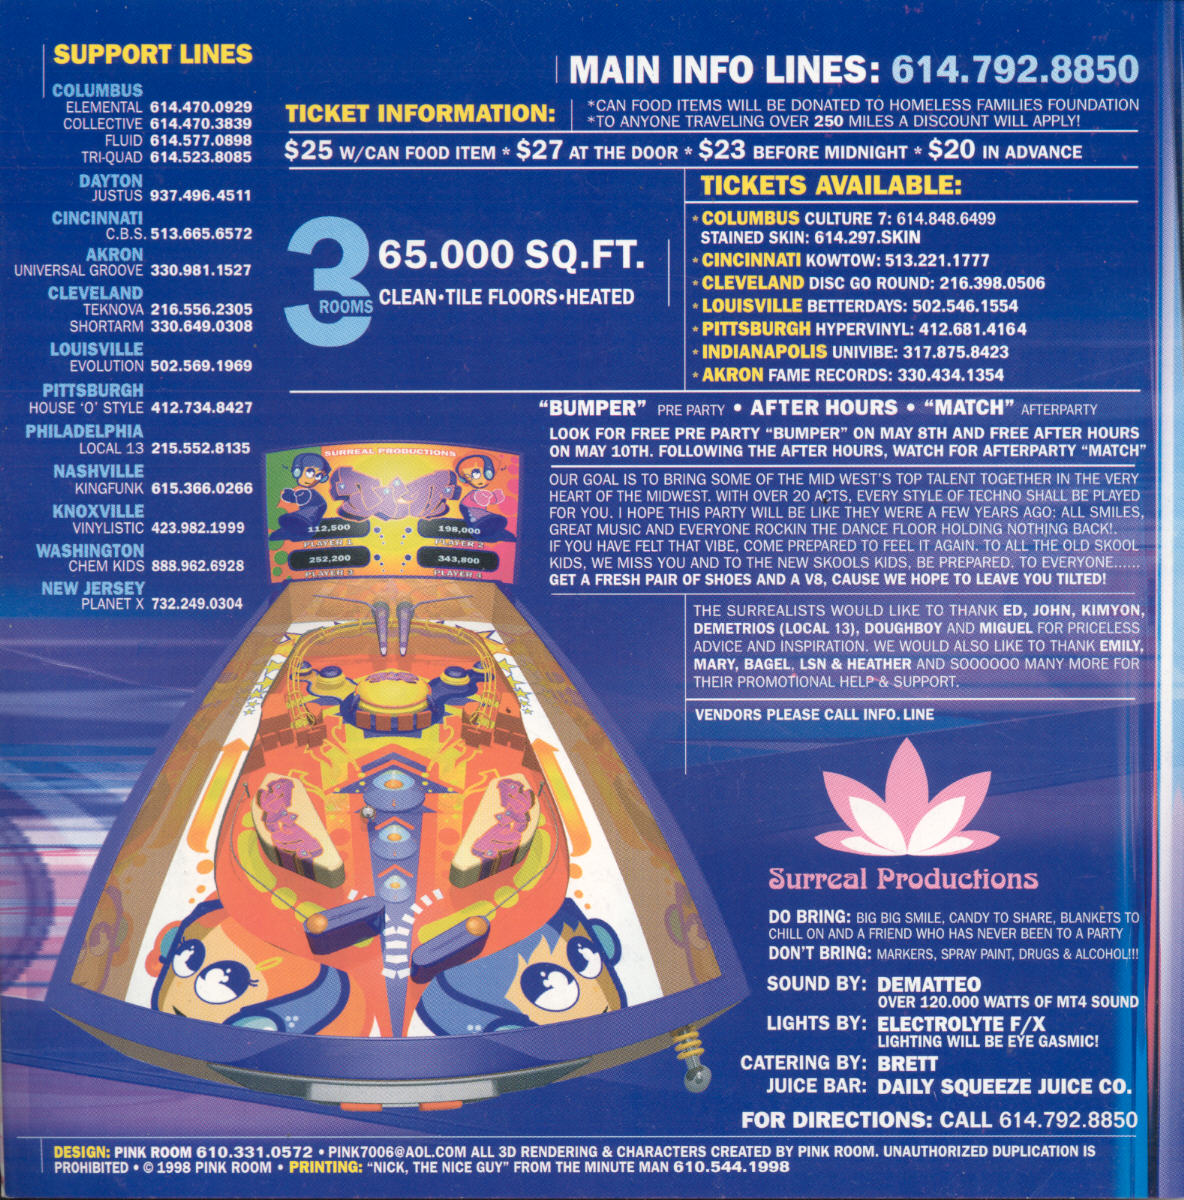 SUPPORT LINES
COLUMBUS
ELEMENTAL 614.470.0929
COLLECTIVE 614.470.3839
FLUID 614.577.0898
TRI-QUAD 614.523.8085
DAYTON
JUSTUS 937.496.4511
CINCINNATI
C.B.S. 513.665.6572
AKRON
UNIVERSAL GROOVE 330.981.1527
CLEVELAND
TEKNOVA 216.556.2305
SHORTARM 330.649.0308
LOUISVILLE
EVOLUTION 502.569.1969
PITTSBURGH
HOUSE 'O' STYLE 412.734.8427
PHILADELPHIA
LOCAL 13 215.552.8135
NASHVILLE
KINGFUNK 615.366.0266
KNOXVILLE
VINYLISTIC 423.982.1999
WASHINGTON
CHEM KIDS 888.962.6928
NEW JERSEY
PLANET X 732.249.0304
MAIN INFO LINES: 614.792.8850
TICKET INFORMATION:
*CAN FOOD ITEMS WILL BE DONATED TO HOMELESS FAMILIES FOUNDATION
*TO ANYONE TRAVELING OVER 250 MILES A DISCOUNT WILL APPLY!
$25 W/CAN FOOD ITEM * $27 AT THE DOOR * $23 BEFORE MIDNIGHT * $20 IN ADVANCE
3
ROOMS
65.000 SQ.FT.
CLEAN•TILE FLOORS•HEATED
TICKETS AVAILABLE:
* COLUMBUS CULTURE 7: 614.848.6499
STAINED SKIN: 614.297.SKIN
* CINCINNATI KOWTOW: 513.221.1777
* CLEVELAND DISC GO ROUND: 216.398.0506
* LOUISVILLE BETTERDAYS: 502.546.1554
* PITTSBURGH HYPERVINYL: 412.681.4164
* INDIANAPOLIS UNIVIBE: 317.875.8423
* AKRON FAME RECORDS: 330.434.1354
"BUMPER" PRE PARTY • AFTER HOURS • "MATCH" AFTERPARTY
LOOK FOR FREE PRE PARTY "BUMPER" ON MAY 8TH AND FREE AFTER HOURS
ON MAY 10TH. FOLLOWING THE AFTER HOURS, WATCH FOR AFTERPARTY "MATCH"
OUR GOAL IS TO BRING SOME OF THE MID WEST'S TOP TALENT TOGETHER IN THE VERY
HEART OF THE MIDWEST. WITH OVER 20 ACTS, EVERY STYLE OF TECHNO SHALL BE PLAYED
FOR YOU. I HOPE THIS PARTY WILL BE LIKE THEY WERE A FEW YEARS AGO: ALL SMILES,
GREAT MUSIC AND EVERYONE ROCKIN THE DANCE FLOOR HOLDING NOTHING BACK!.
IF YOU HAVE FELT THAT VIBE, COME PREPARED TO FEEL IT AGAIN. TO ALL THE OLD SKOOL
KIDS, WE MISS YOU AND TO THE NEW SKOOLS KIDS, BE PREPARED. TO EVERYONE......
GET A FRESH PAIR OF SHOES AND A V8, CAUSE WE HOPE TO LEAVE YOU TILTED!
THE SURREALISTS WOULD LIKE TO THANK ED, JOHN, KIMYON,
DEMETRIOS (LOCAL 13), DOUGHBOY AND MIGUEL FOR PRICELESS
ADVICE AND INSPIRATION. WE WOULD ALSO LIKE TO THANK EMILY,
MARY, BAGEL, LSN & HEATHER AND SOOOOOO MANY MORE FOR
THEIR PROMOTIONAL HELP & SUPPORT.
VENDORS PLEASE CALL INFO. LINE
SURREAL PRODUCTIONS
112,500
PLAYER 1
198,000
PLAYER 2
252,200
PLAYER 3
343,800
PLAYER 4
Surreal Productions
DO BRING: BIG BIG SMILE, CANDY TO SHARE, BLANKETS TO
CHILL ON AND A FRIEND WHO HAS NEVER BEEN TO A PARTY
DON'T BRING: MARKERS, SPRAY PAINT, DRUGS & ALCOHOL!!!
SOUND BY: DEMATTEO
OVER 120.000 WATTS OF MT4 SOUND
LIGHTS BY: ELECTROLYTE F/X
LIGHTING WILL BE EYE GASMIC!
CATERING BY: BRETT
JUICE BAR: DAILY SQUEEZE JUICE CO.
FOR DIRECTIONS: CALL 614.792.8850
DESIGN: PINK ROOM 610.331.0572 • PINK7006@AOL.COM ALL 3D RENDERING & CHARACTERS CREATED BY PINK ROOM. UNAUTHORIZED DUPLICATION IS
PROHIBITED • © 1998 PINK ROOM • PRINTING: "NICK, THE NICE GUY" FROM THE MINUTE MAN 610.544.1998